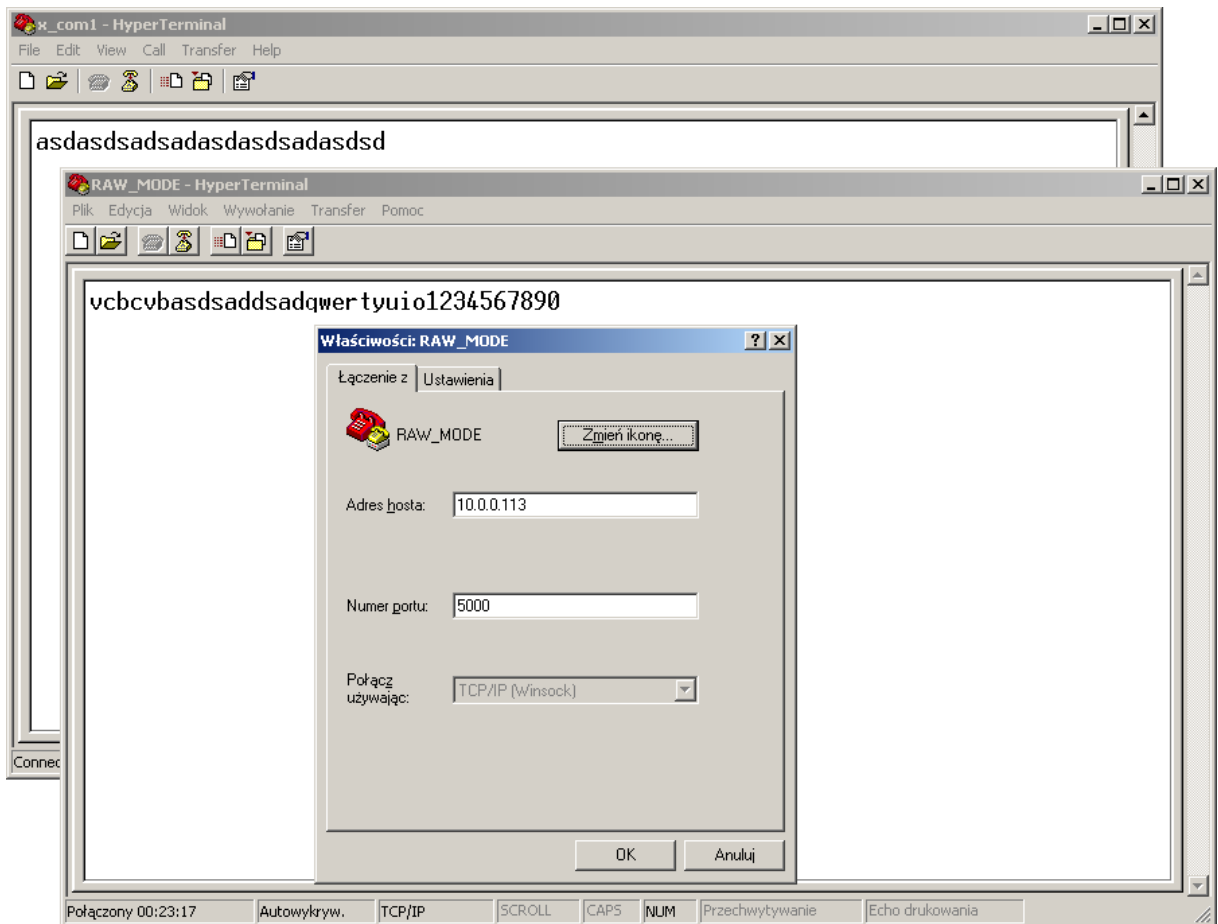 x_com1 - HyperTerminal
File Edit View Call Transfer Help
asdasdsadsadasdasdsadasdsd
RAW_MODE - HyperTerminal
Plik Edycja Widok Wywołanie Transfer Pomoc
vcbcvbasdsaddsadqwertyuio1234567890
Właściwości: RAW_MODE
Łączenie z Ustawienia
RAW_MODE Zmień ikonę...
Adres hosta: 10.0.0.113
Numer portu: 5000
Połącz
używając: TCP/IP (Winsock)
OK Anuluj
Connec
Połączony 00:23:17 Autowykryw. TCP/IP SCROLL CAPS NUM Przechwytywanie Echo drukowania